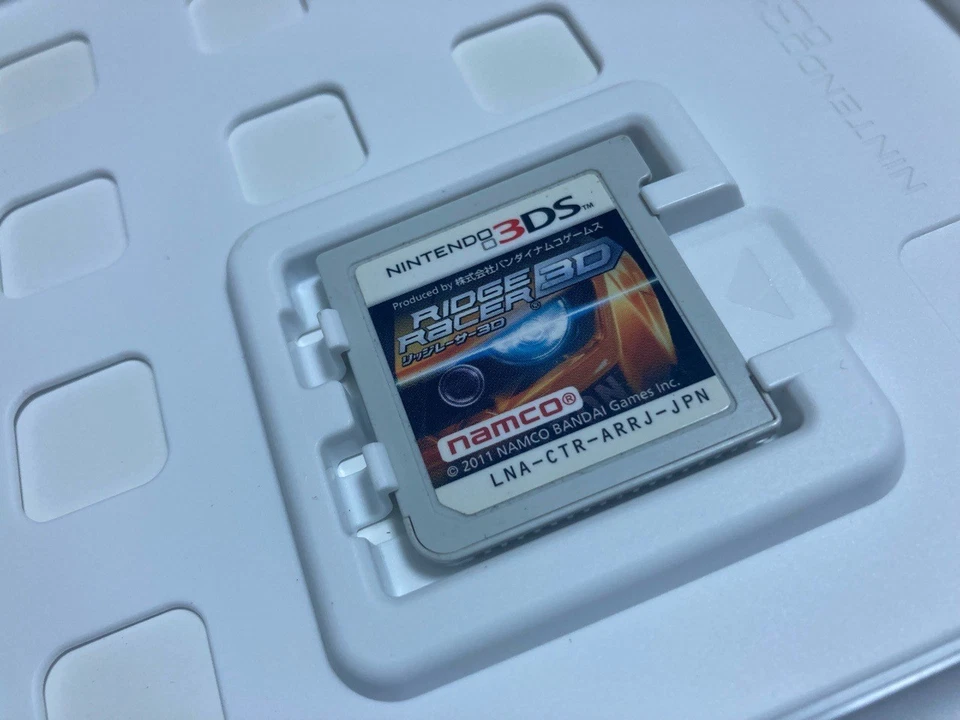 NINTENDO 3DS™
Produced by 株式会社バンダイナムコゲームス
RIDGE
RACER® 3D
リッジレーサー3D
namco®
© 2011 NAMCO BANDAI Games Inc.
LNA-CTR-ARRJ-JPN
NINTENDO 3DS